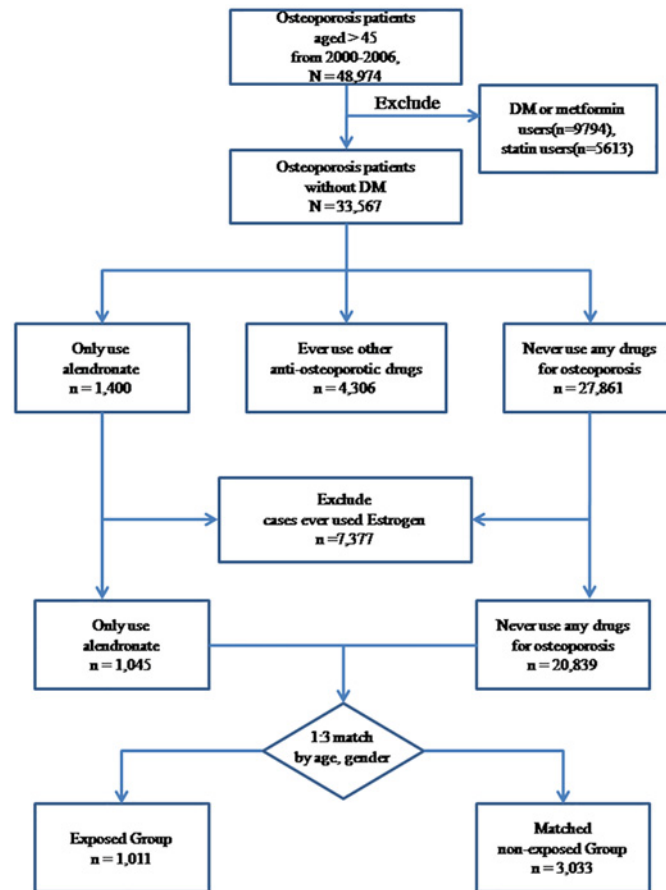 Osteoporosis patients
aged > 45
from 2000-2006,
N = 48,974
Exclude
DM or metformin
users(n=9794),
statin users(n=5613)
Osteoporosis patients
without DM
N = 33,567
Only use
alendronate
n = 1,400
Ever use other
anti-osteoporotic drugs
n = 4,306
Never use any drugs
for osteoporosis
n = 27,861
Exclude
cases ever used Estrogen
n =7,377
Only use
alendronate
n = 1,045
Never use any drugs
for osteoporosis
n = 20,839
1:3 match
by age, gender
Exposed Group
n = 1,011
Matched
non-exposed Group
n = 3,033